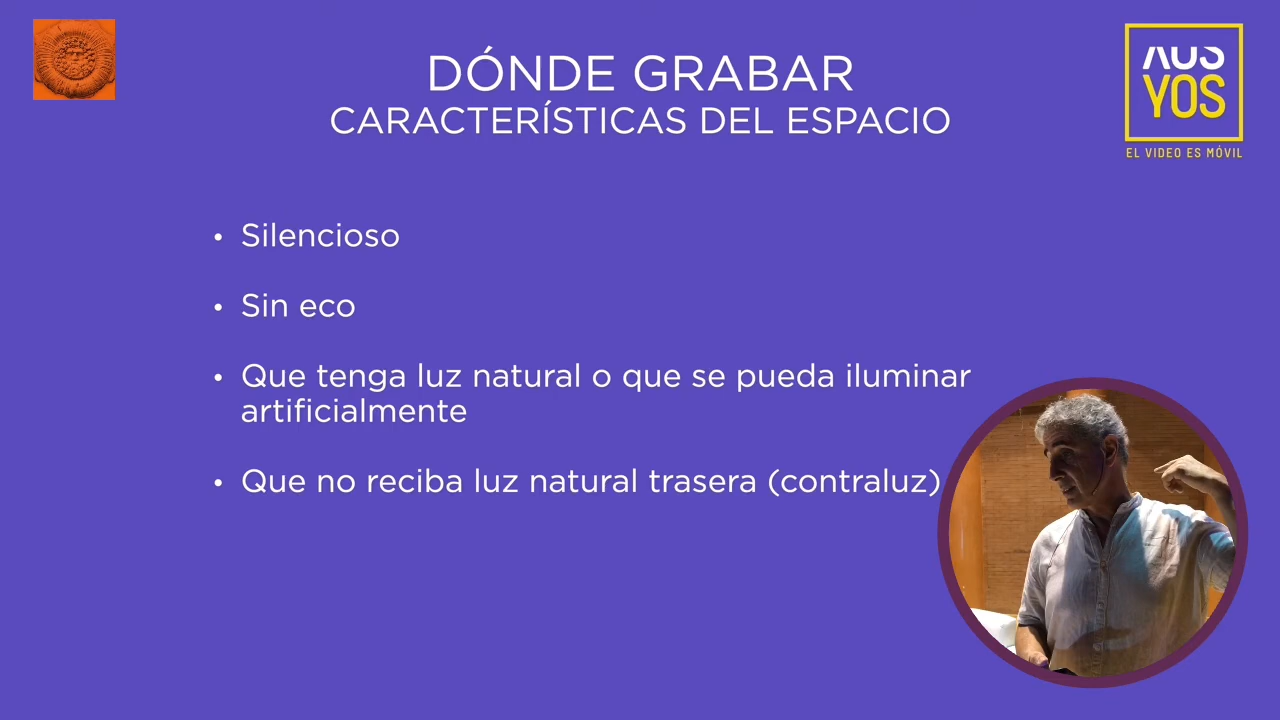 DÓNDE GRABAR
CARACTERÍSTICAS DEL ESPACIO
YOS
EL VIDEO ES MÓVIL
• Silencioso
• Sin eco
• Que tenga luz natural o que se pueda iluminar
artificialmente
• Que no reciba luz natural trasera (contraluz)